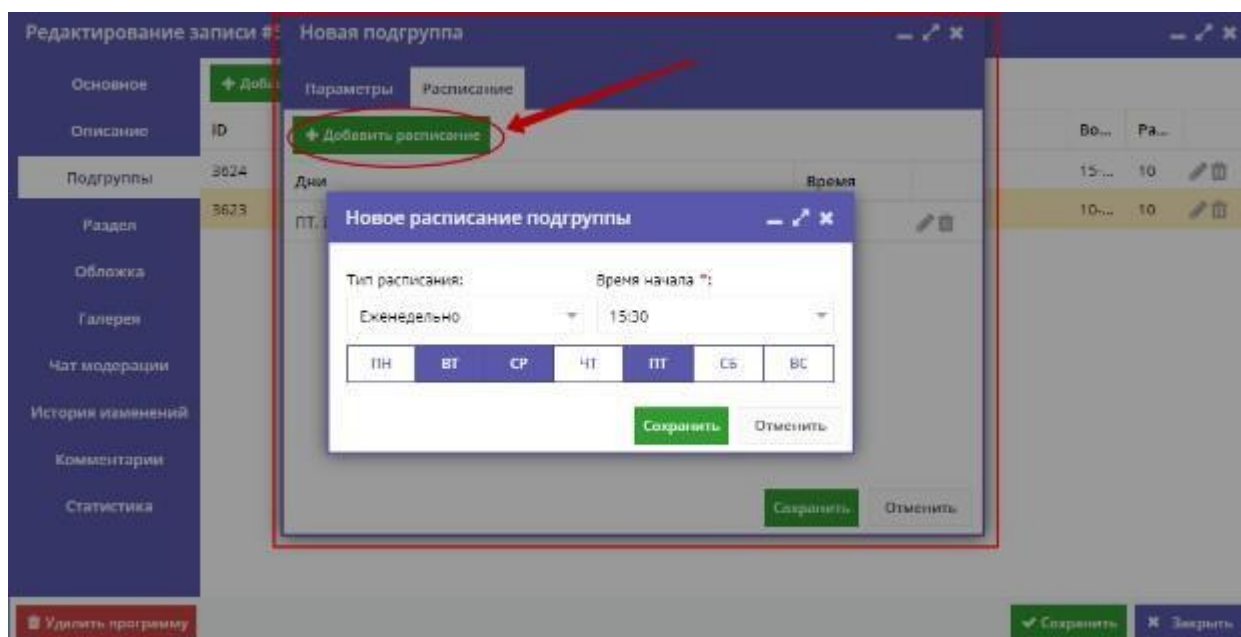 Редактирование записи #
Новая подгруппа
Основное
Описание
Подгруппы
Раздел
Обложка
Галерея
Чат модерации
История изменений
Комментарии
Статистика
Параметры
Расписание
+ Добавить расписание
ID
Во...
Ра...
3624
15-...
10
3623
10-...
10
Дни
Время
ПТ,
Новое расписание подгруппы
Тип расписания:
Время начала *:
Еженедельно
15:30
ПН ВТ СР ЧТ ПТ СБ ВС
Сохранить
Отменить
Сохранить
Отменить
Удалить программу
Сохранить
Закрыть